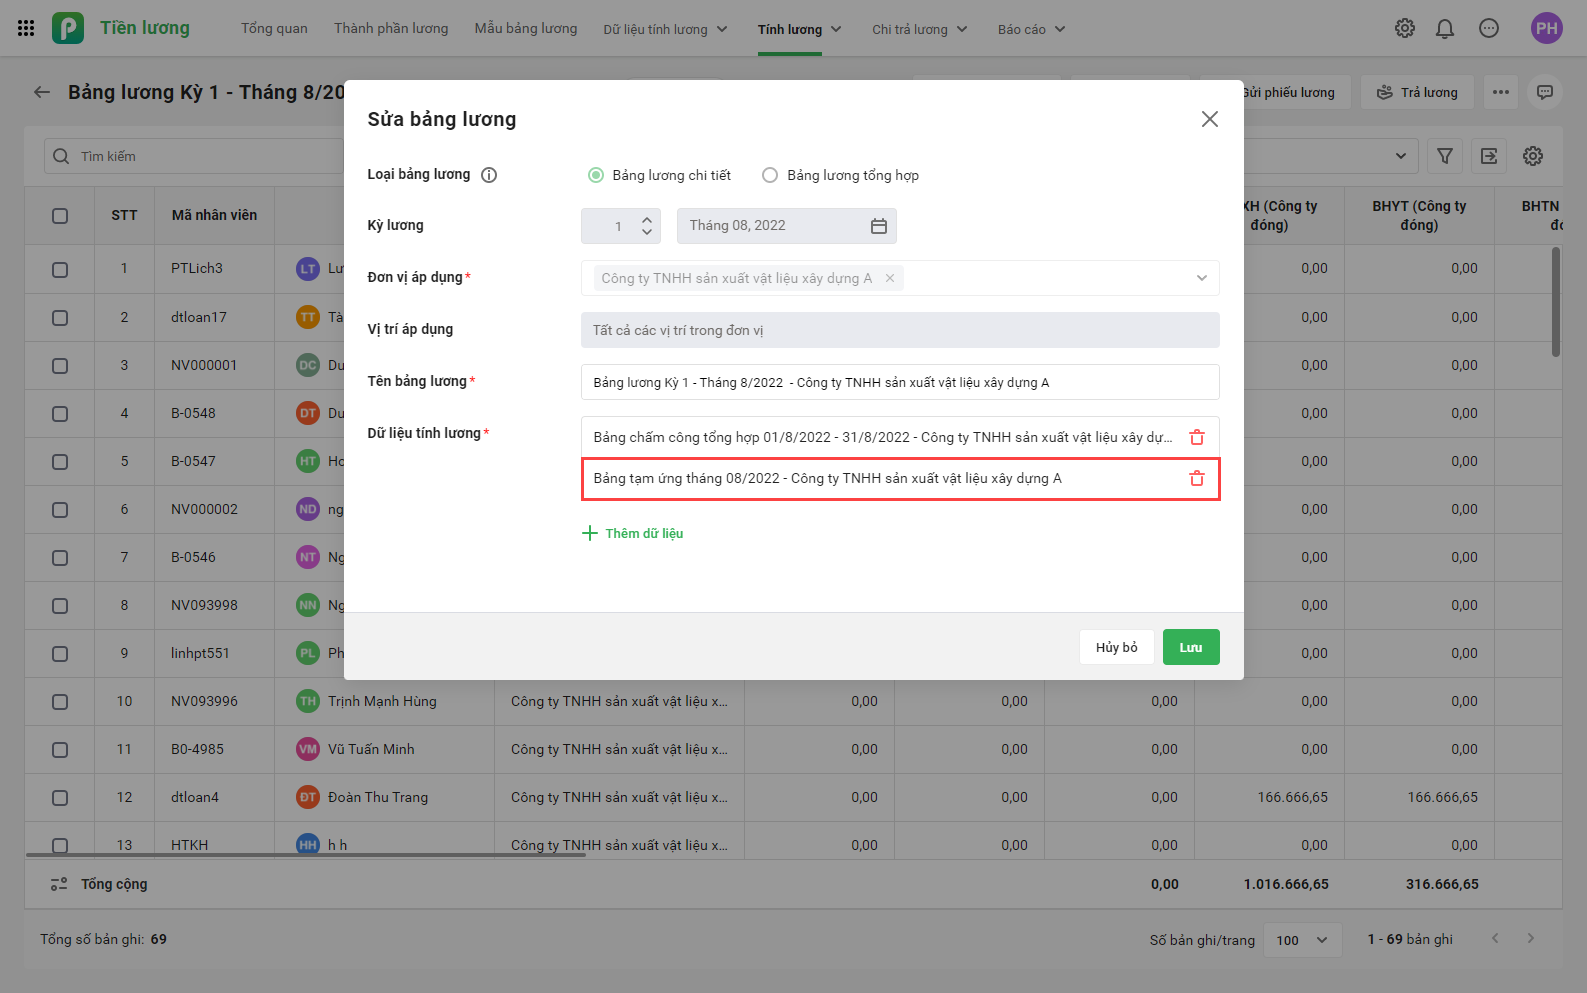 Tiền lương
Tổng quan
Thành phần lương
Mẫu bảng lương
Dữ liệu tính lương
Tính lương
Chi trả lương
Báo cáo
PH
Bảng lương Kỳ 1 - Tháng 8/20
Gửi phiếu lương
Trả lương
Tìm kiếm
STT
Mã nhân viên
XH (Công ty
đóng)
BHYT (Công ty
đóng)
BHTN
1 PTLich3 LT 0,00 0,00
2 dtloan17 TT 0,00 0,00
3 NV000001 DC 0,00 0,00
4 B-0548 DT 0,00 0,00
5 B-0547 HT 0,00 0,00
6 NV000002 ND 0,00 0,00
7 B-0546 NT 0,00 0,00
8 NV093998 NN 0,00 0,00
9 linhpt551 PL 0,00 0,00
10 NV093996 TH Trịnh Mạnh Hùng Công ty TNHH sản xuất vật liệu x... 0,00 0,00 0,00 0,00 0,00
11 B0-4985 VM Vũ Tuấn Minh Công ty TNHH sản xuất vật liệu x... 0,00 0,00 0,00 0,00 0,00
12 dtloan4 ĐT Đoàn Thu Trang Công ty TNHH sản xuất vật liệu x... 0,00 0,00 0,00 166.666,65 166.666,65
13 HTKH HH h h Công ty TNHH sản xuất vật liệu x... 0,00 0,00 0,00 0,00 0,00
Tổng cộng 0,00 1.016.666,65 316.666,65
Tổng số bản ghi: 69
Số bản ghi/trang 100 1 - 69 bản ghi
Sửa bảng lương
Loại bảng lương
Bảng lương chi tiết
Bảng lương tổng hợp
Kỳ lương
1
Tháng 08, 2022
Đơn vị áp dụng*
Công ty TNHH sản xuất vật liệu xây dựng A
Vị trí áp dụng
Tất cả các vị trí trong đơn vị
Tên bảng lương*
Bảng lương Kỳ 1 - Tháng 8/2022  - Công ty TNHH sản xuất vật liệu xây dựng A
Dữ liệu tính lương*
Bảng chấm công tổng hợp 01/8/2022 - 31/8/2022 - Công ty TNHH sản xuất vật liệu xây dự...
Bảng tạm ứng tháng 08/2022 - Công ty TNHH sản xuất vật liệu xây dựng A
Thêm dữ liệu
Hủy bỏ
Lưu